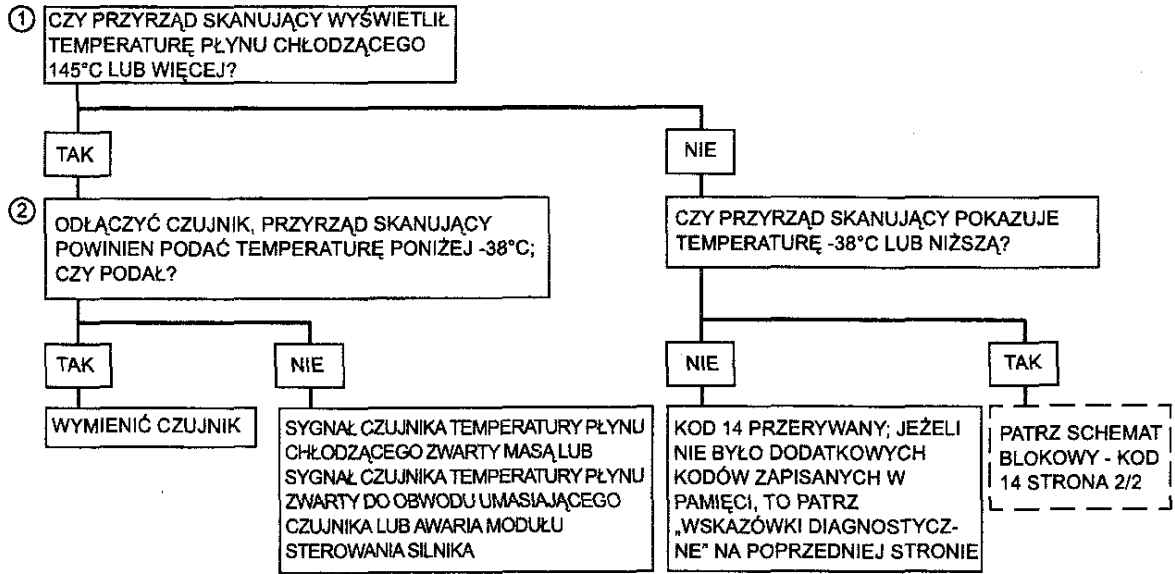 ① CZY PRZYRZĄD SKANUJĄCY WYŚWIETLIŁ
TEMPERATURĘ PŁYNU CHŁODZĄCEGO
145°C LUB WIĘCEJ?
TAK
NIE
② ODŁĄCZYĆ CZUJNIK, PRZYRZĄD SKANUJĄCY
POWINIEN PODAĆ TEMPERATURĘ PONIŻEJ -38°C;
CZY PODAŁ?
CZY PRZYRZĄD SKANUJĄCY POKAZUJE
TEMPERATURĘ -38°C LUB NIŻSZĄ?
TAK
NIE
NIE
TAK
WYMIENIĆ CZUJNIK
SYGNAŁ CZUJNIKA TEMPERATURY PŁYNU
CHŁODZĄCEGO ZWARTY MASĄ LUB
SYGNAŁ CZUJNIKA TEMPERATURY PŁYNU
ZWARTY DO OBWODU UMASIAJĄCEGO
CZUJNIKA LUB AWARIA MODUŁU
STEROWANIA SILNIKA
KOD 14 PRZERYWANY; JEŻELI
NIE BYŁO DODATKOWYCH
KODÓW ZAPISANYCH W
PAMIĘCI, TO PATRZ
„WSKAZÓWKI DIAGNOSTYCZ-
NE" NA POPRZEDNIEJ STRONIE
PATRZ SCHEMAT
BLOKOWY - KOD
14 STRONA 2/2